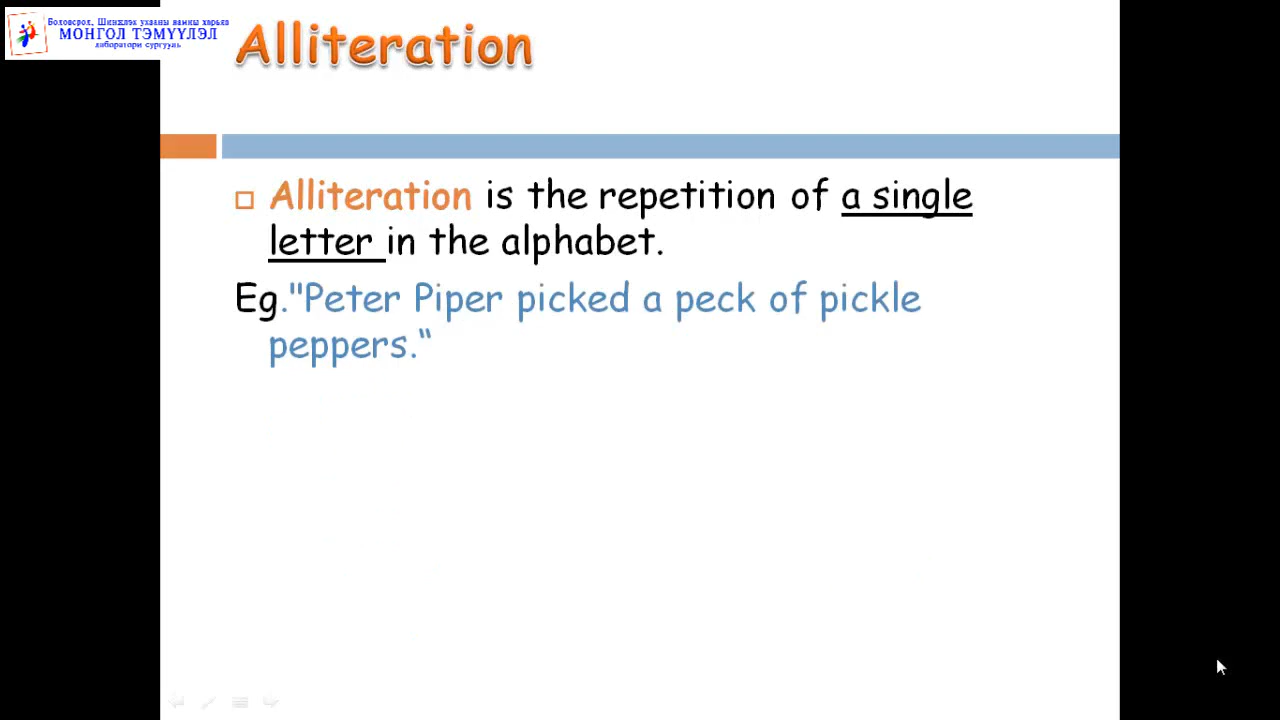 Боловсрол, Шинжлэх ухааны яамны харьяа
МОНГОЛ ТЭМҮҮЛЭЛ
лаборатори сургууль
Alliteration
Alliteration is the repetition of a single
letter in the alphabet.
Eg."Peter Piper picked a peck of pickle
peppers.“